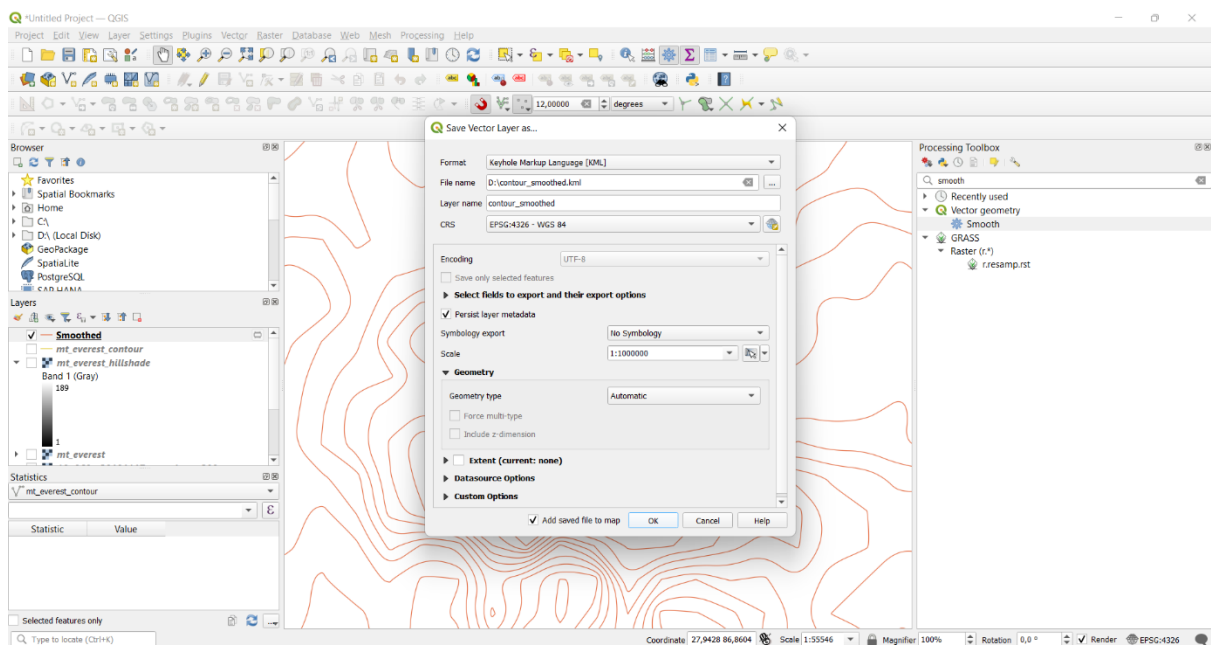 *Untitled Project — QGIS
Project Edit View Layer Settings Plugins Vector Raster Database Web Mesh Processing Help
12,00000 degrees
Browser
Favorites
Spatial Bookmarks
Home
C:\
D:\ (Local Disk)
GeoPackage
SpatiaLite
PostgreSQL
SAP HANA
Layers
Smoothed
mt_everest_contour
mt_everest_hillshade
Band 1 (Gray)
189
1
mt_everest
Statistics
mt_everest_contour
ε
Statistic Value
Selected features only
Save Vector Layer as...
Format Keyhole Markup Language [KML]
File name D:\contour_smoothed.kml ...
Layer name contour_smoothed
CRS EPSG:4326 - WGS 84
Encoding UTF-8
Save only selected features
Select fields to export and their export options
Persist layer metadata
Symbology export No Symbology
Scale 1:1000000
Geometry
Geometry type Automatic
Force multi-type
Include z-dimension
Extent (current: none)
Datasource Options
Custom Options
Add saved file to map OK Cancel Help
Processing Toolbox
smooth
Recently used
Vector geometry
Smooth
GRASS
Raster (r.*)
r.resamp.rst
Type to locate (Ctrl+K) Coordinate 27,9428 86,8604 Scale 1:55546 Magnifier 100% Rotation 0,0 ° Render EPSG:4326